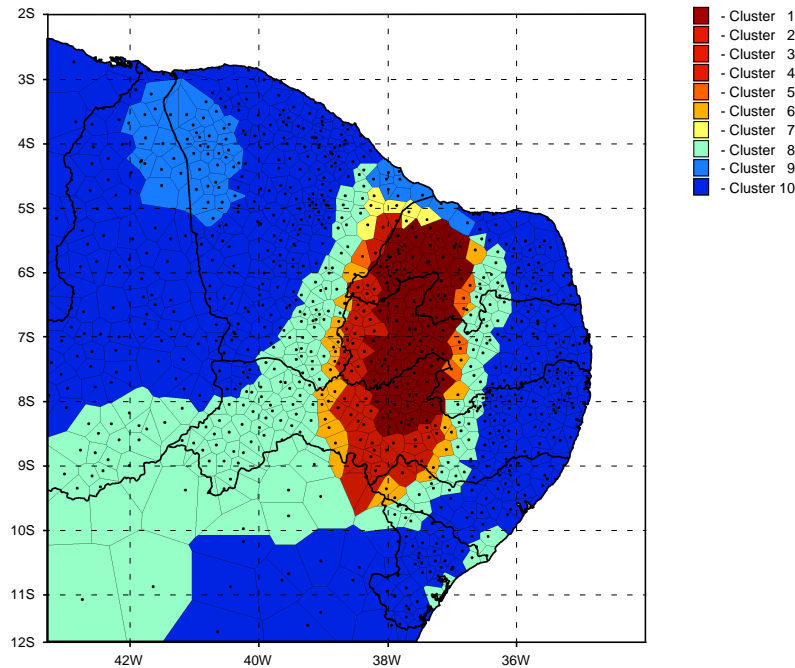 2S
3S
4S
5S
6S
7S
8S
9S
10S
11S
12S
42W 40W 38W 36W
- Cluster 1
- Cluster 2
- Cluster 3
- Cluster 4
- Cluster 5
- Cluster 6
- Cluster 7
- Cluster 8
- Cluster 9
- Cluster 10